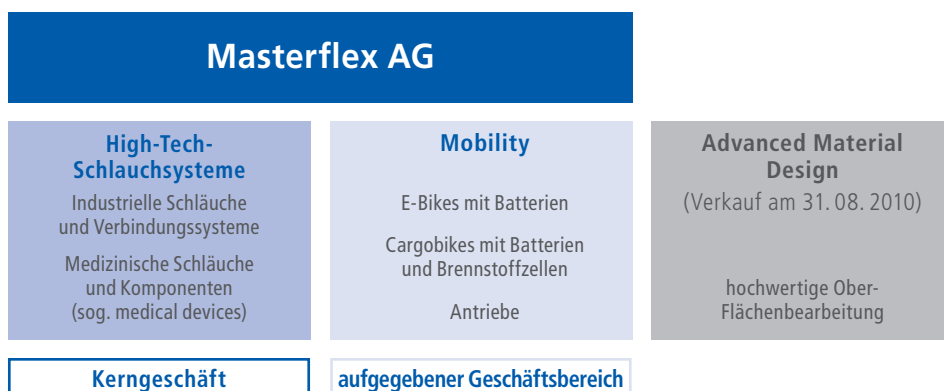 Masterflex AG
High-Tech-
Schlauchsysteme
Industrielle Schläuche
und Verbindungssysteme
Medizinische Schläuche
und Komponenten
(sog. medical devices)
Kerngeschäft
Mobility
E-Bikes mit Batterien
Cargobikes mit Batterien
und Brennstoffzellen
Antriebe
aufgegebener Geschäftsbereich
Advanced Material
Design
(Verkauf am 31. 08. 2010)
hochwertige Ober-
Flächenbearbeitung